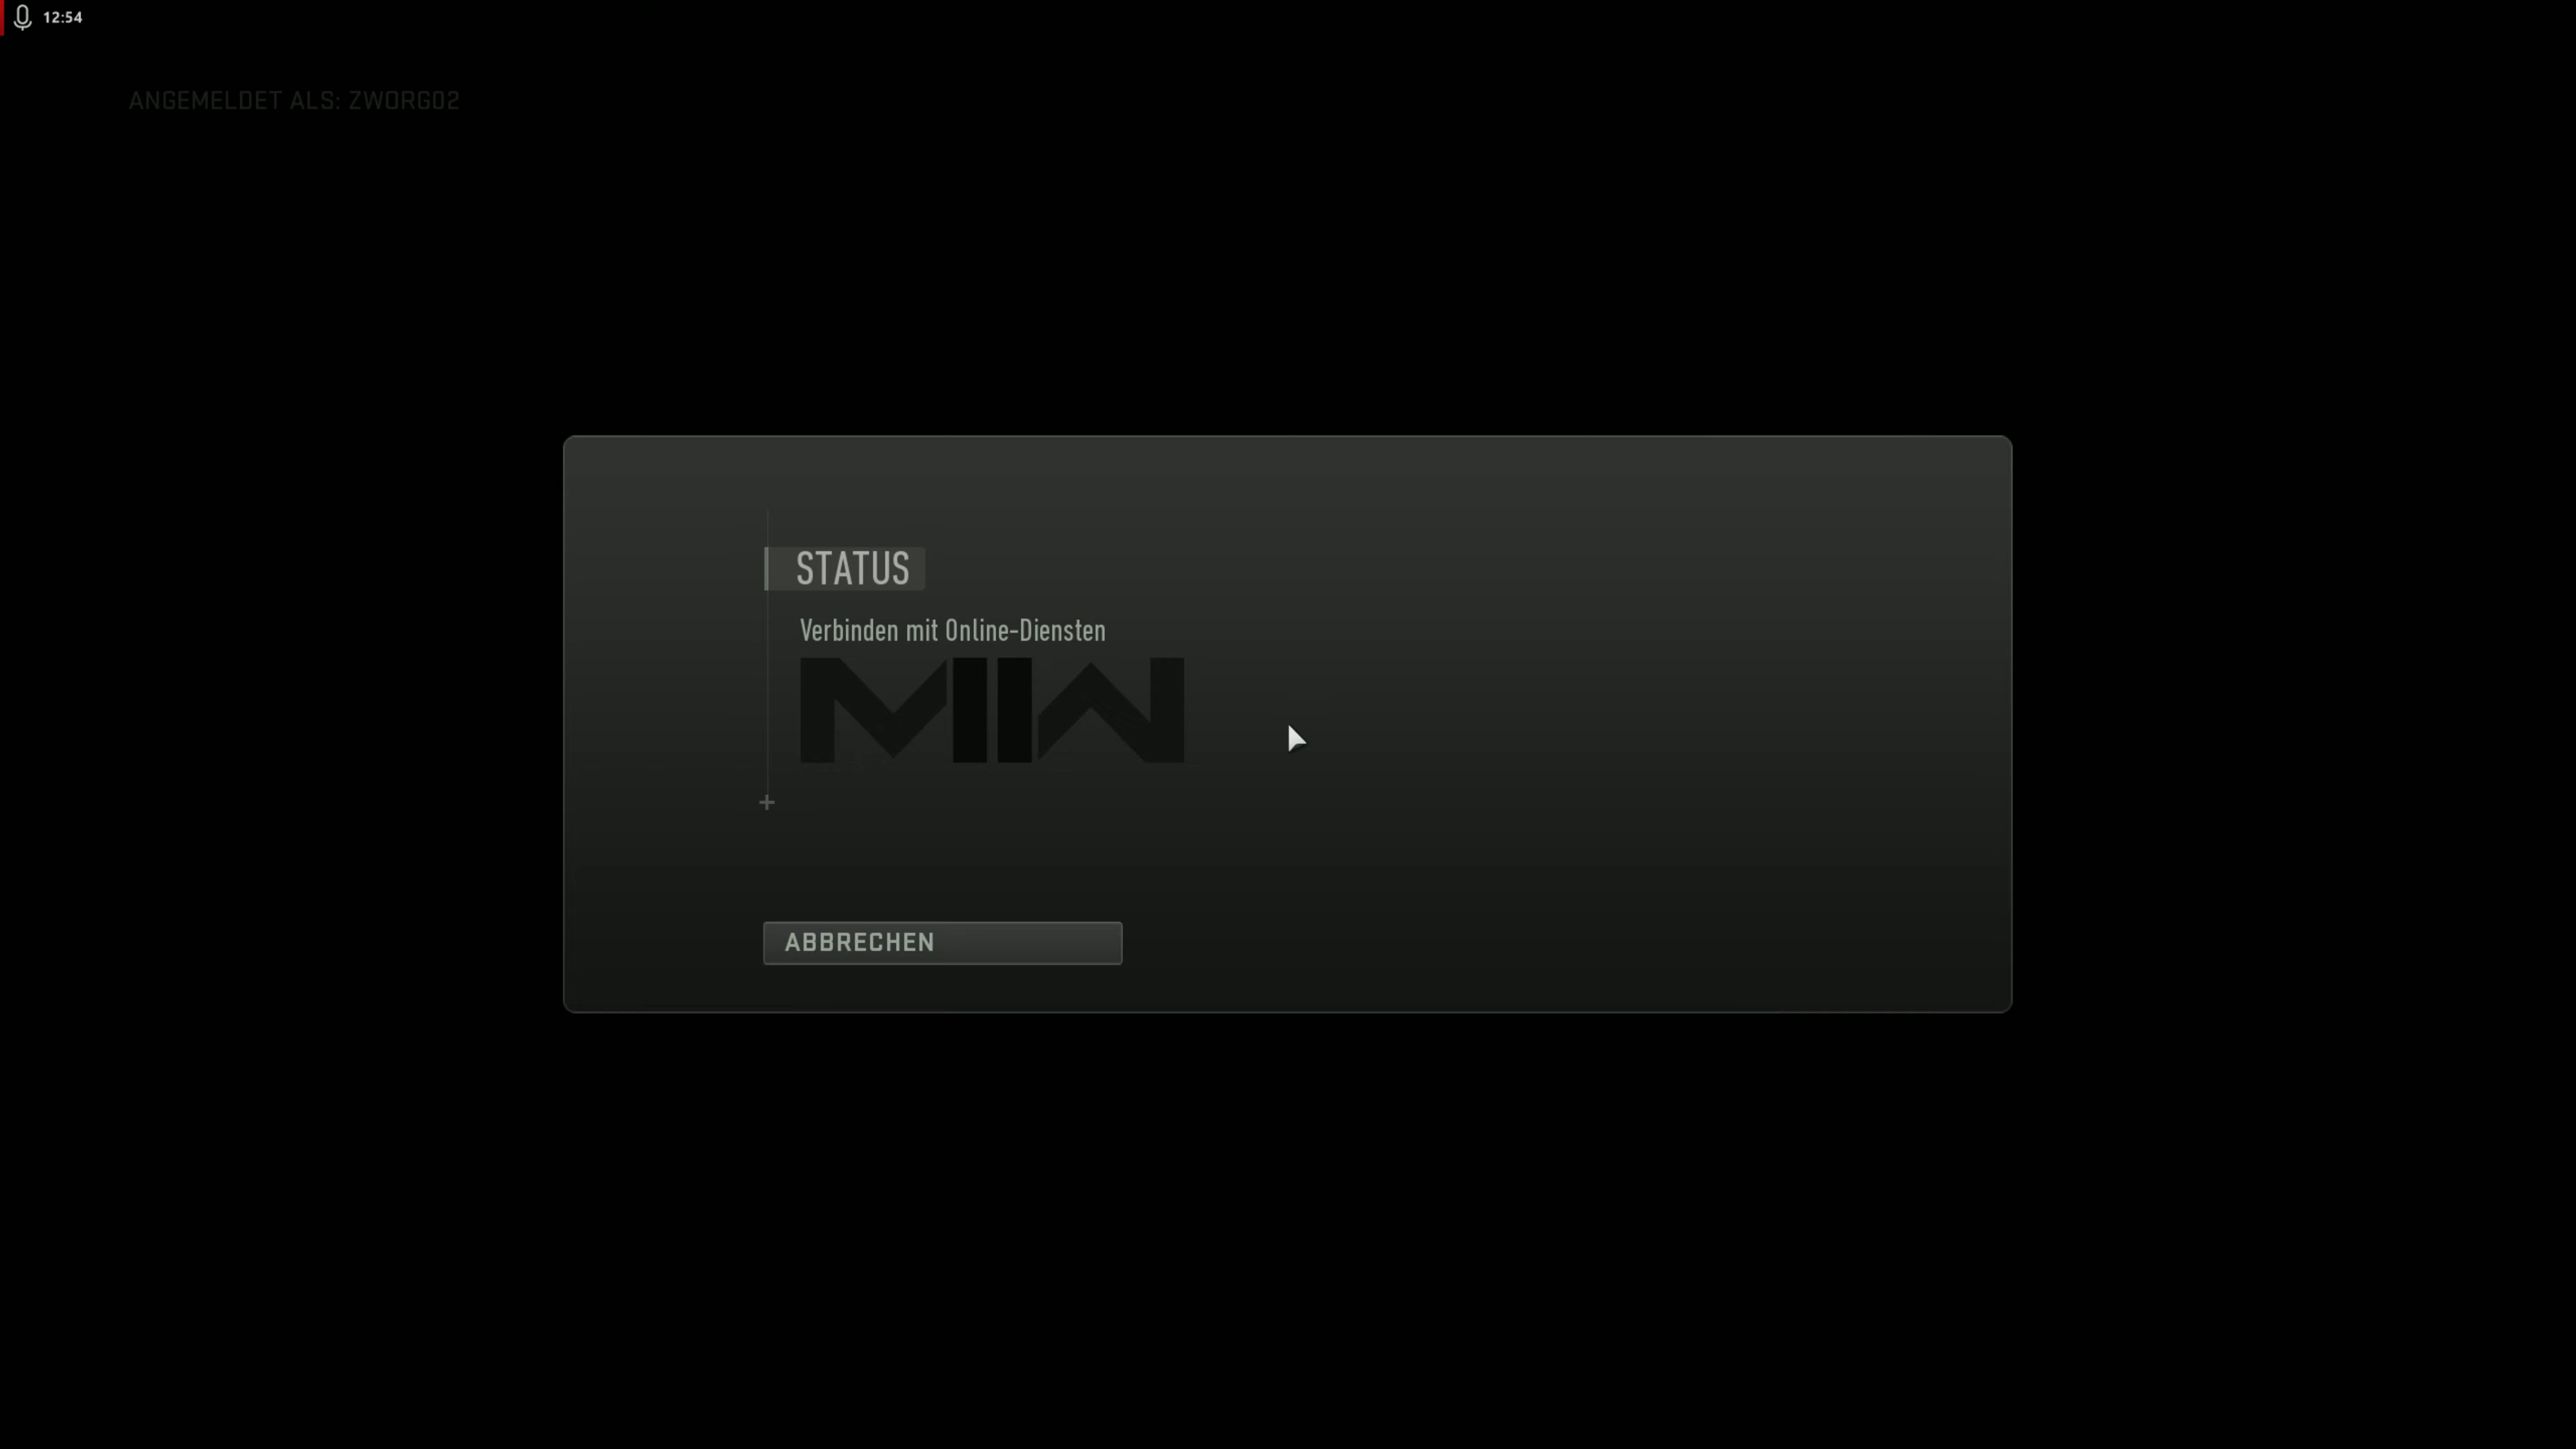 12:54
ANGEMELDET ALS: ZWORG02
STATUS
Verbinden mit Online-Diensten
MIIW
ABBRECHEN